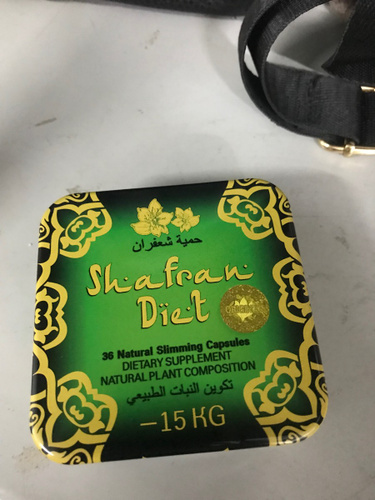 حمية شعفران
Shafran
Diet
36 Natural Slimming Capsules
DIETARY SUPPLEMENT
NATURAL PLANT COMPOSITION
تكوين النبات الطبيعي
-15 KG